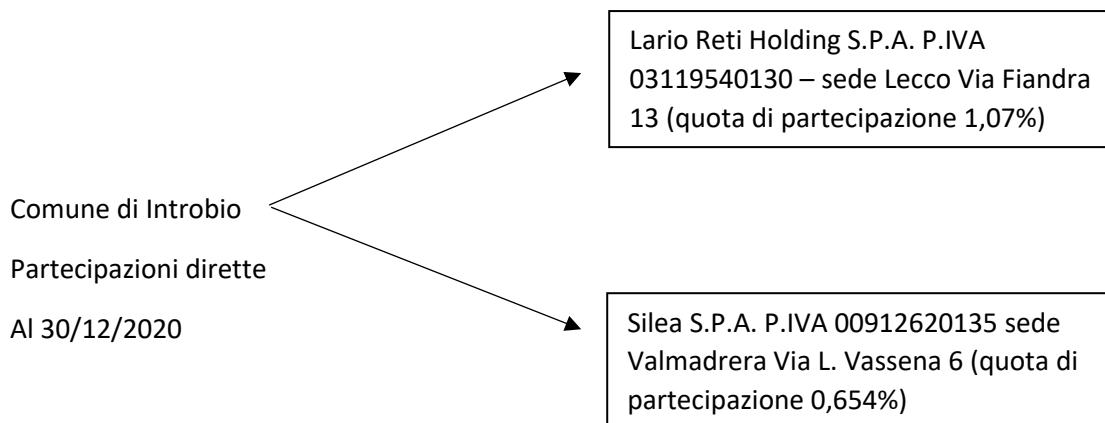 Lario Reti Holding S.P.A. P.IVA
03119540130 – sede Lecco Via Fiandra
13 (quota di partecipazione 1,07%)
Comune di Introbio
Partecipazioni dirette
Al 30/12/2020
Silea S.P.A. P.IVA 00912620135 sede
Valmadrera Via L. Vassena 6 (quota di
partecipazione 0,654%)